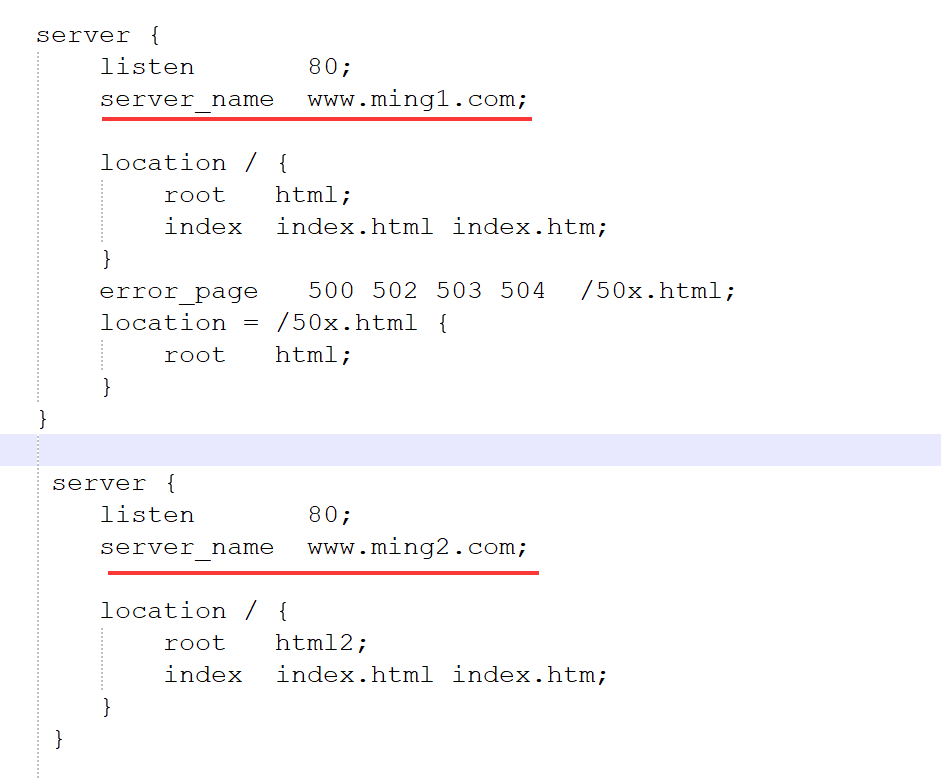 server {
listen 80;
server_name www.ming1.com;
location / {
root html;
index index.html index.htm;
}
error_page 500 502 503 504 /50x.html;
location = /50x.html {
root html;
}
}
server {
listen 80;
server_name www.ming2.com;
location / {
root html2;
index index.html index.htm;
}
}